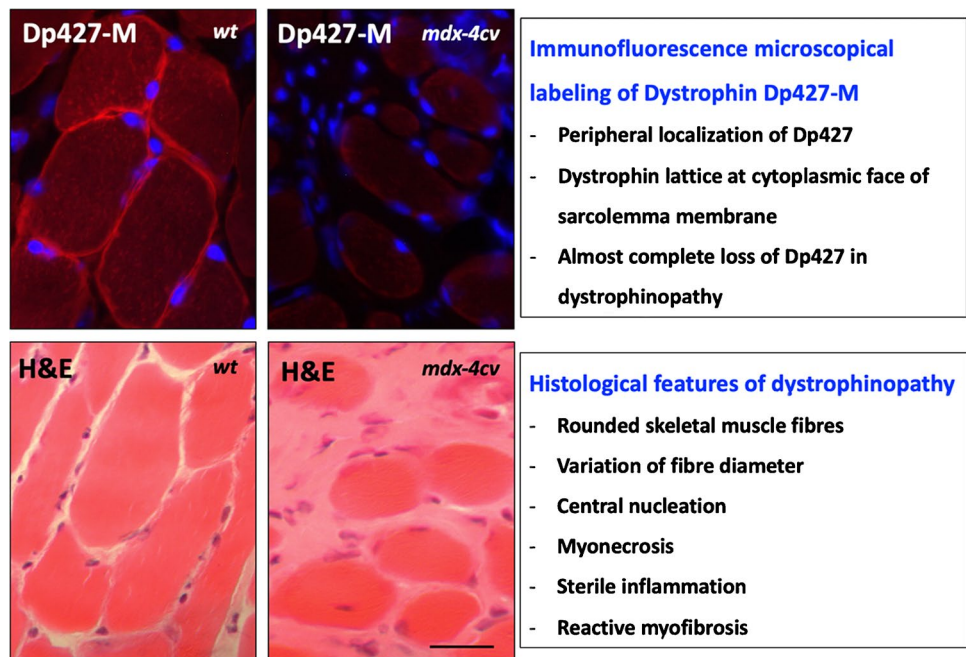 Dp427-M wt
Dp427-M mdx-4cv
Immunofluorescence microscopical
labeling of Dystrophin Dp427-M
- Peripheral localization of Dp427
- Dystrophin lattice at cytoplasmic face of
sarcolemma membrane
- Almost complete loss of Dp427 in
dystrophinopathy
H&E wt
H&E mdx-4cv
Histological features of dystrophinopathy
- Rounded skeletal muscle fibres
- Variation of fibre diameter
- Central nucleation
- Myonecrosis
- Sterile inflammation
- Reactive myofibrosis